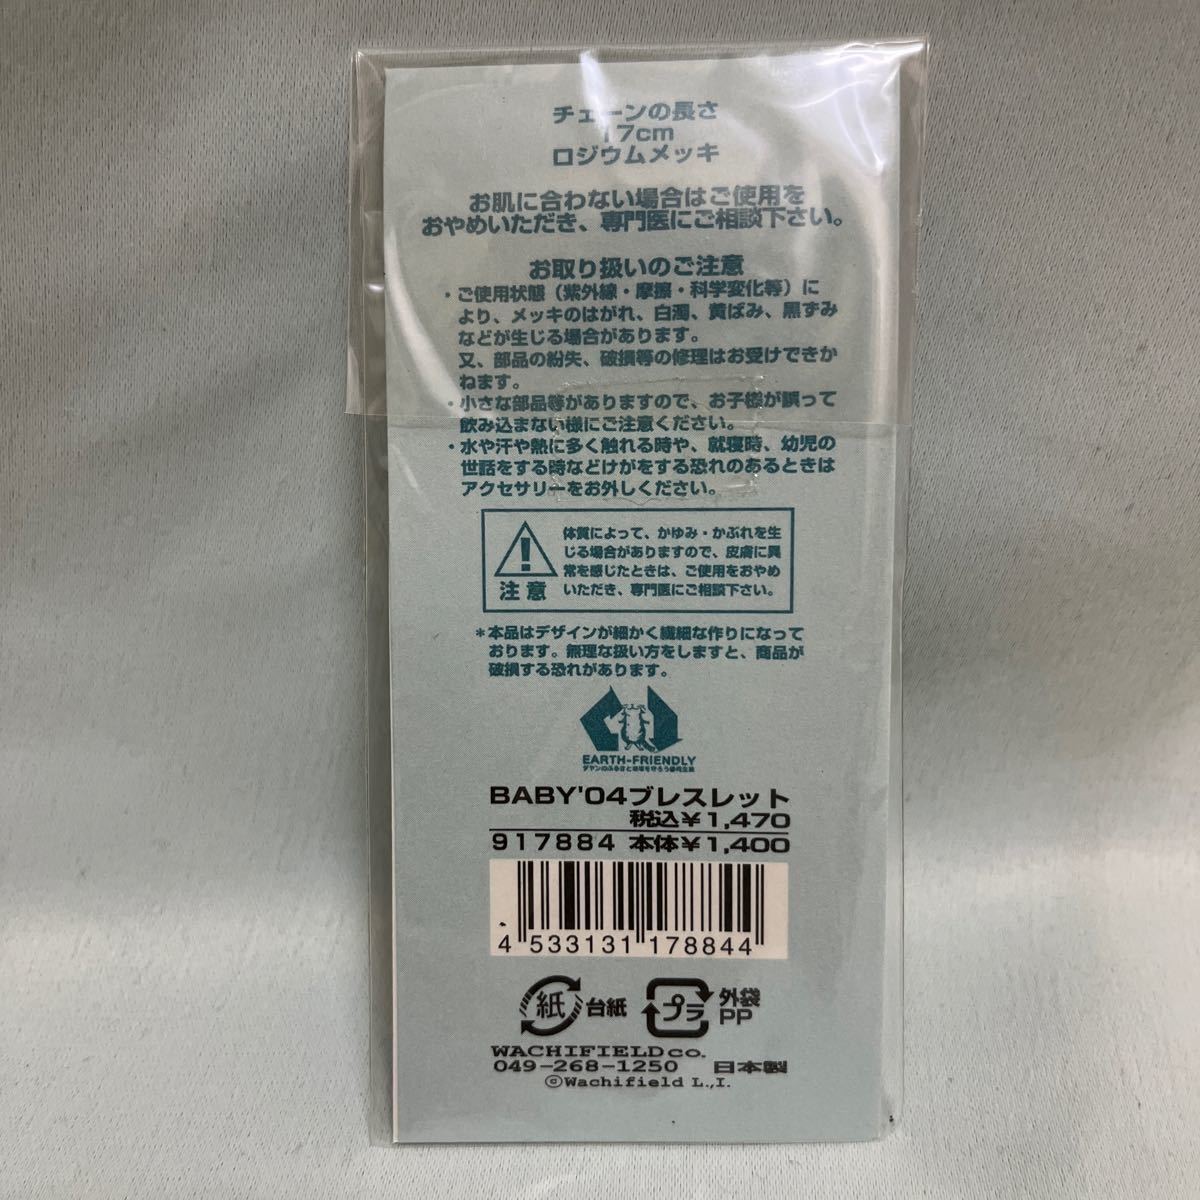 チェーンの長さ
17cm
ロジウムメッキ
お肌に合わない場合はご使用を
おやめいただき、専門医にご相談下さい。
お取り扱いのご注意
・ご使用状態（紫外線・摩擦・科学変化等）に
より、メッキのはがれ、白濁、黄ばみ、黒ずみ
などが生じる場合があります。
又、部品の紛失、破損等の修理はお受けできか
ねます。
・小さな部品等がありますので、お子様が誤って
飲み込まない様にご注意ください。
・水や汗や熱に多く触れる時や、就寝時、幼児の
世話をする時などけがをする恐れのあるときは
アクセサリーをお外しください。
体質によって、かゆみ・かぶれを生
じる場合がありますので、皮膚に異
常を感じたときは、ご使用をおやめ
いただき、専門医にご相談下さい。
注意
*本品はデザインが細かく繊細な作りになって
おります。無理な扱い方をしますと、商品が
破損する恐れがあります。
EARTH-FRIENDLY
BABY'04ブレスレット
税込¥1,470
917884 本体¥1,400
4 533131 178844
紙 台紙 プラ 外袋
PP
WACHIFIELD CO.
049-268-1250 日本製
©Wachifield L.,I.